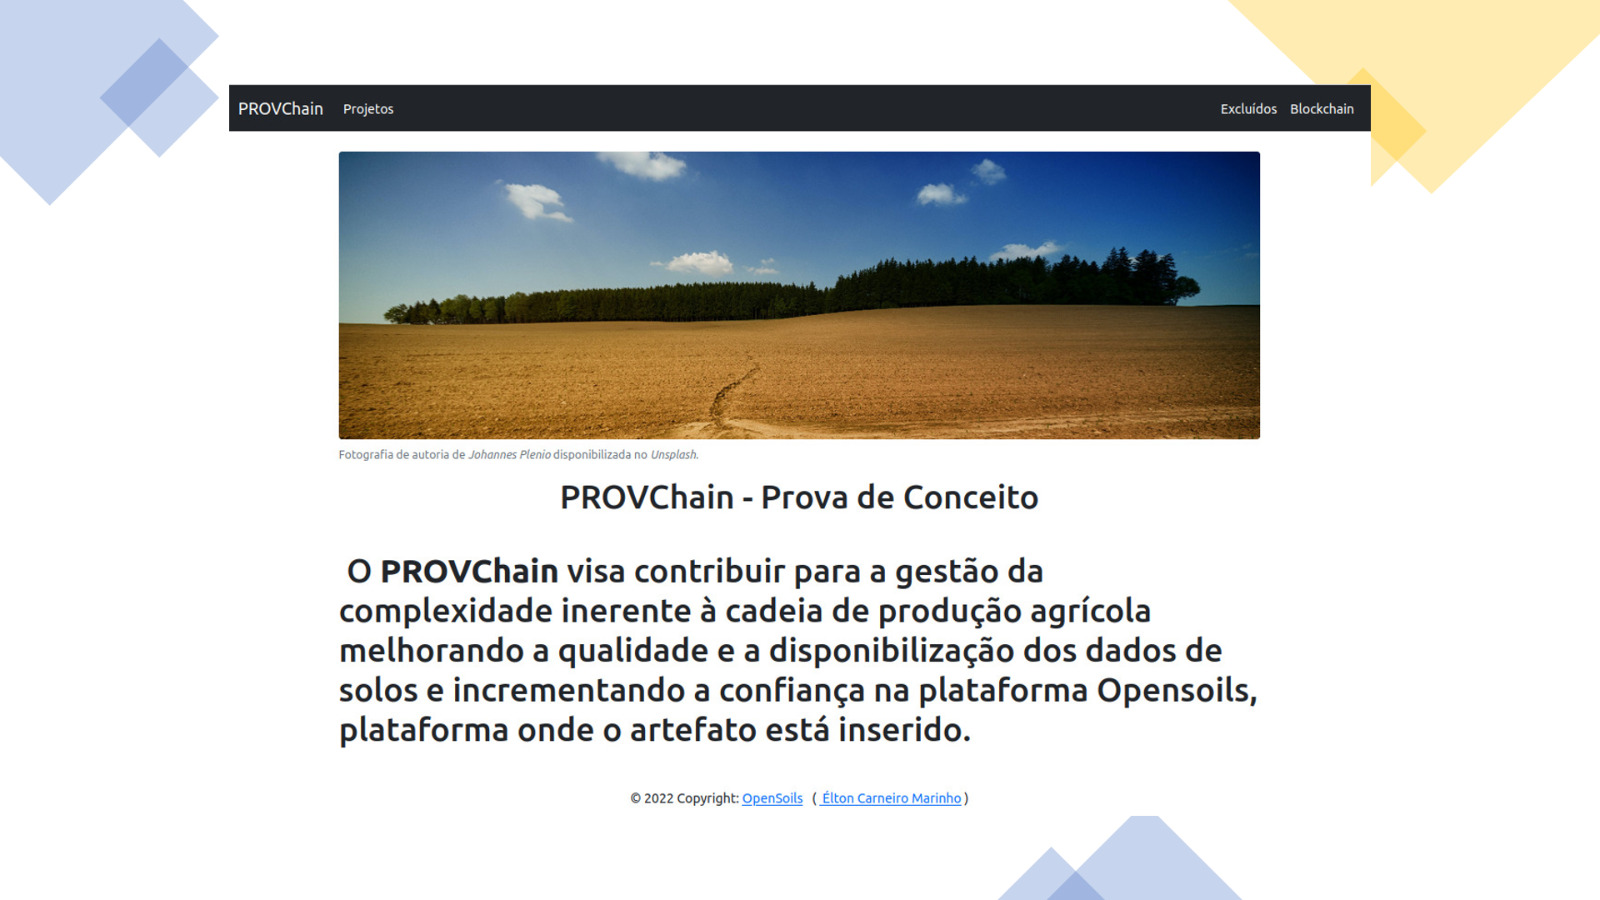 PROVChain Projetos Excluídos Blockchain
Fotografia de autoria de Johannes Plenio disponibilizada no Unsplash.
PROVChain - Prova de Conceito
O PROVChain visa contribuir para a gestão da
complexidade inerente à cadeia de produção agrícola
melhorando a qualidade e a disponibilização dos dados de
solos e incrementando a confiança na plataforma Opensoils,
plataforma onde o artefato está inserido.
© 2022 Copyright: OpenSoils ( Élton Carneiro Marinho )